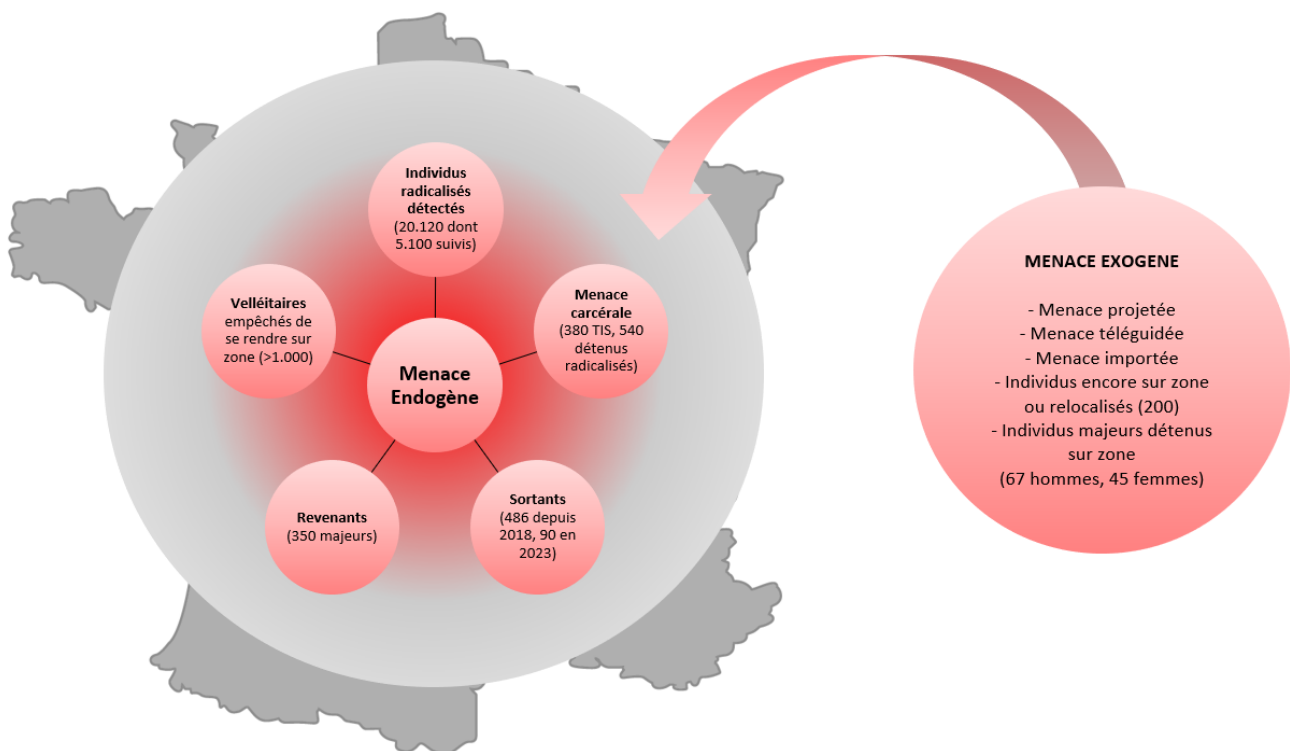 Individus
radicalisés
détectés
(20.120 dont
5.100 suivis)
Velléitaires
empêchés de
se rendre sur
zone (>1.000)
Menace
carcérale
(380 TIS, 540
détenus
radicalisés)
Menace
Endogène
Revenants
(350 majeurs)
Sortants
(486 depuis
2018, 90 en
2023)
MENACE EXOGENE
- Menace projetée
- Menace téléguidée
- Menace importée
- Individus encore sur zone
ou relocalisés (200)
- Individus majeurs détenus
sur zone
(67 hommes, 45 femmes)